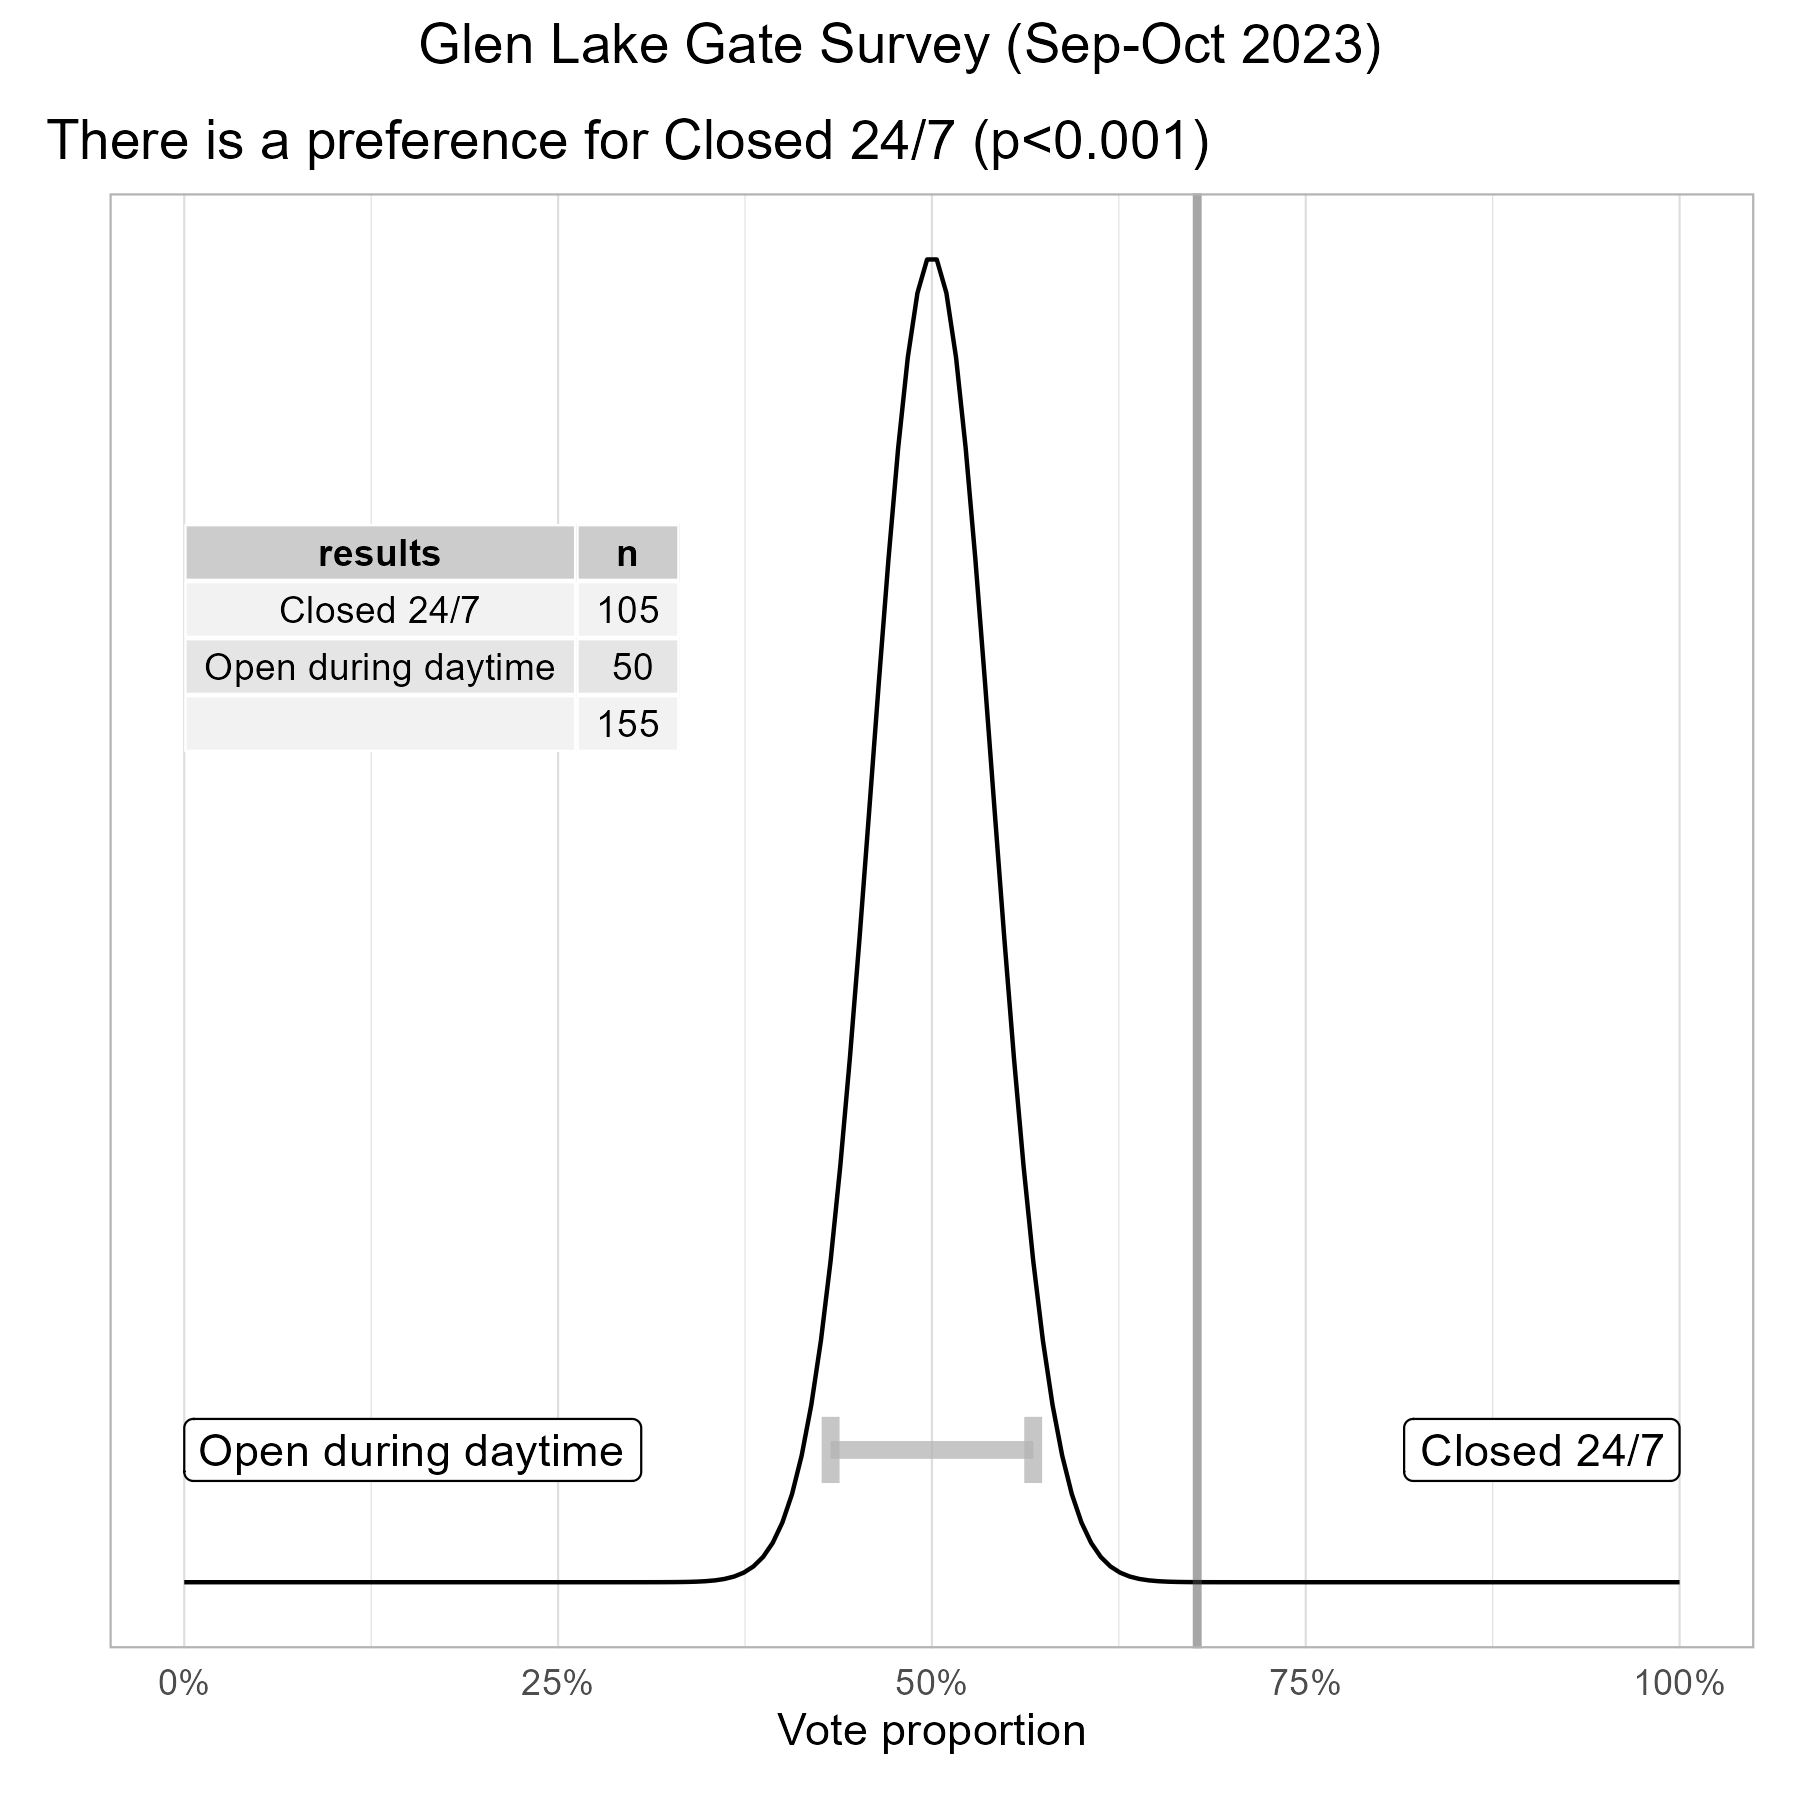 Glen Lake Gate Survey (Sep-Oct 2023)
There is a preference for Closed 24/7 (p<0.001)
results n
Closed 24/7 105
Open during daytime 50
155
Open during daytime
Closed 24/7
0% 25% 50% 75% 100%
Vote proportion